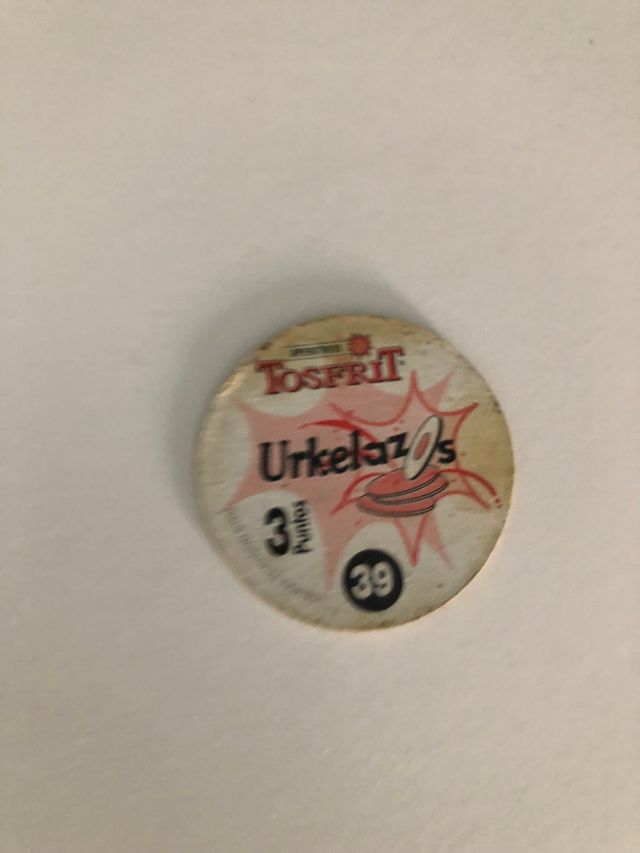 TOSFRIT
Urkelazos
3
Puntos
39